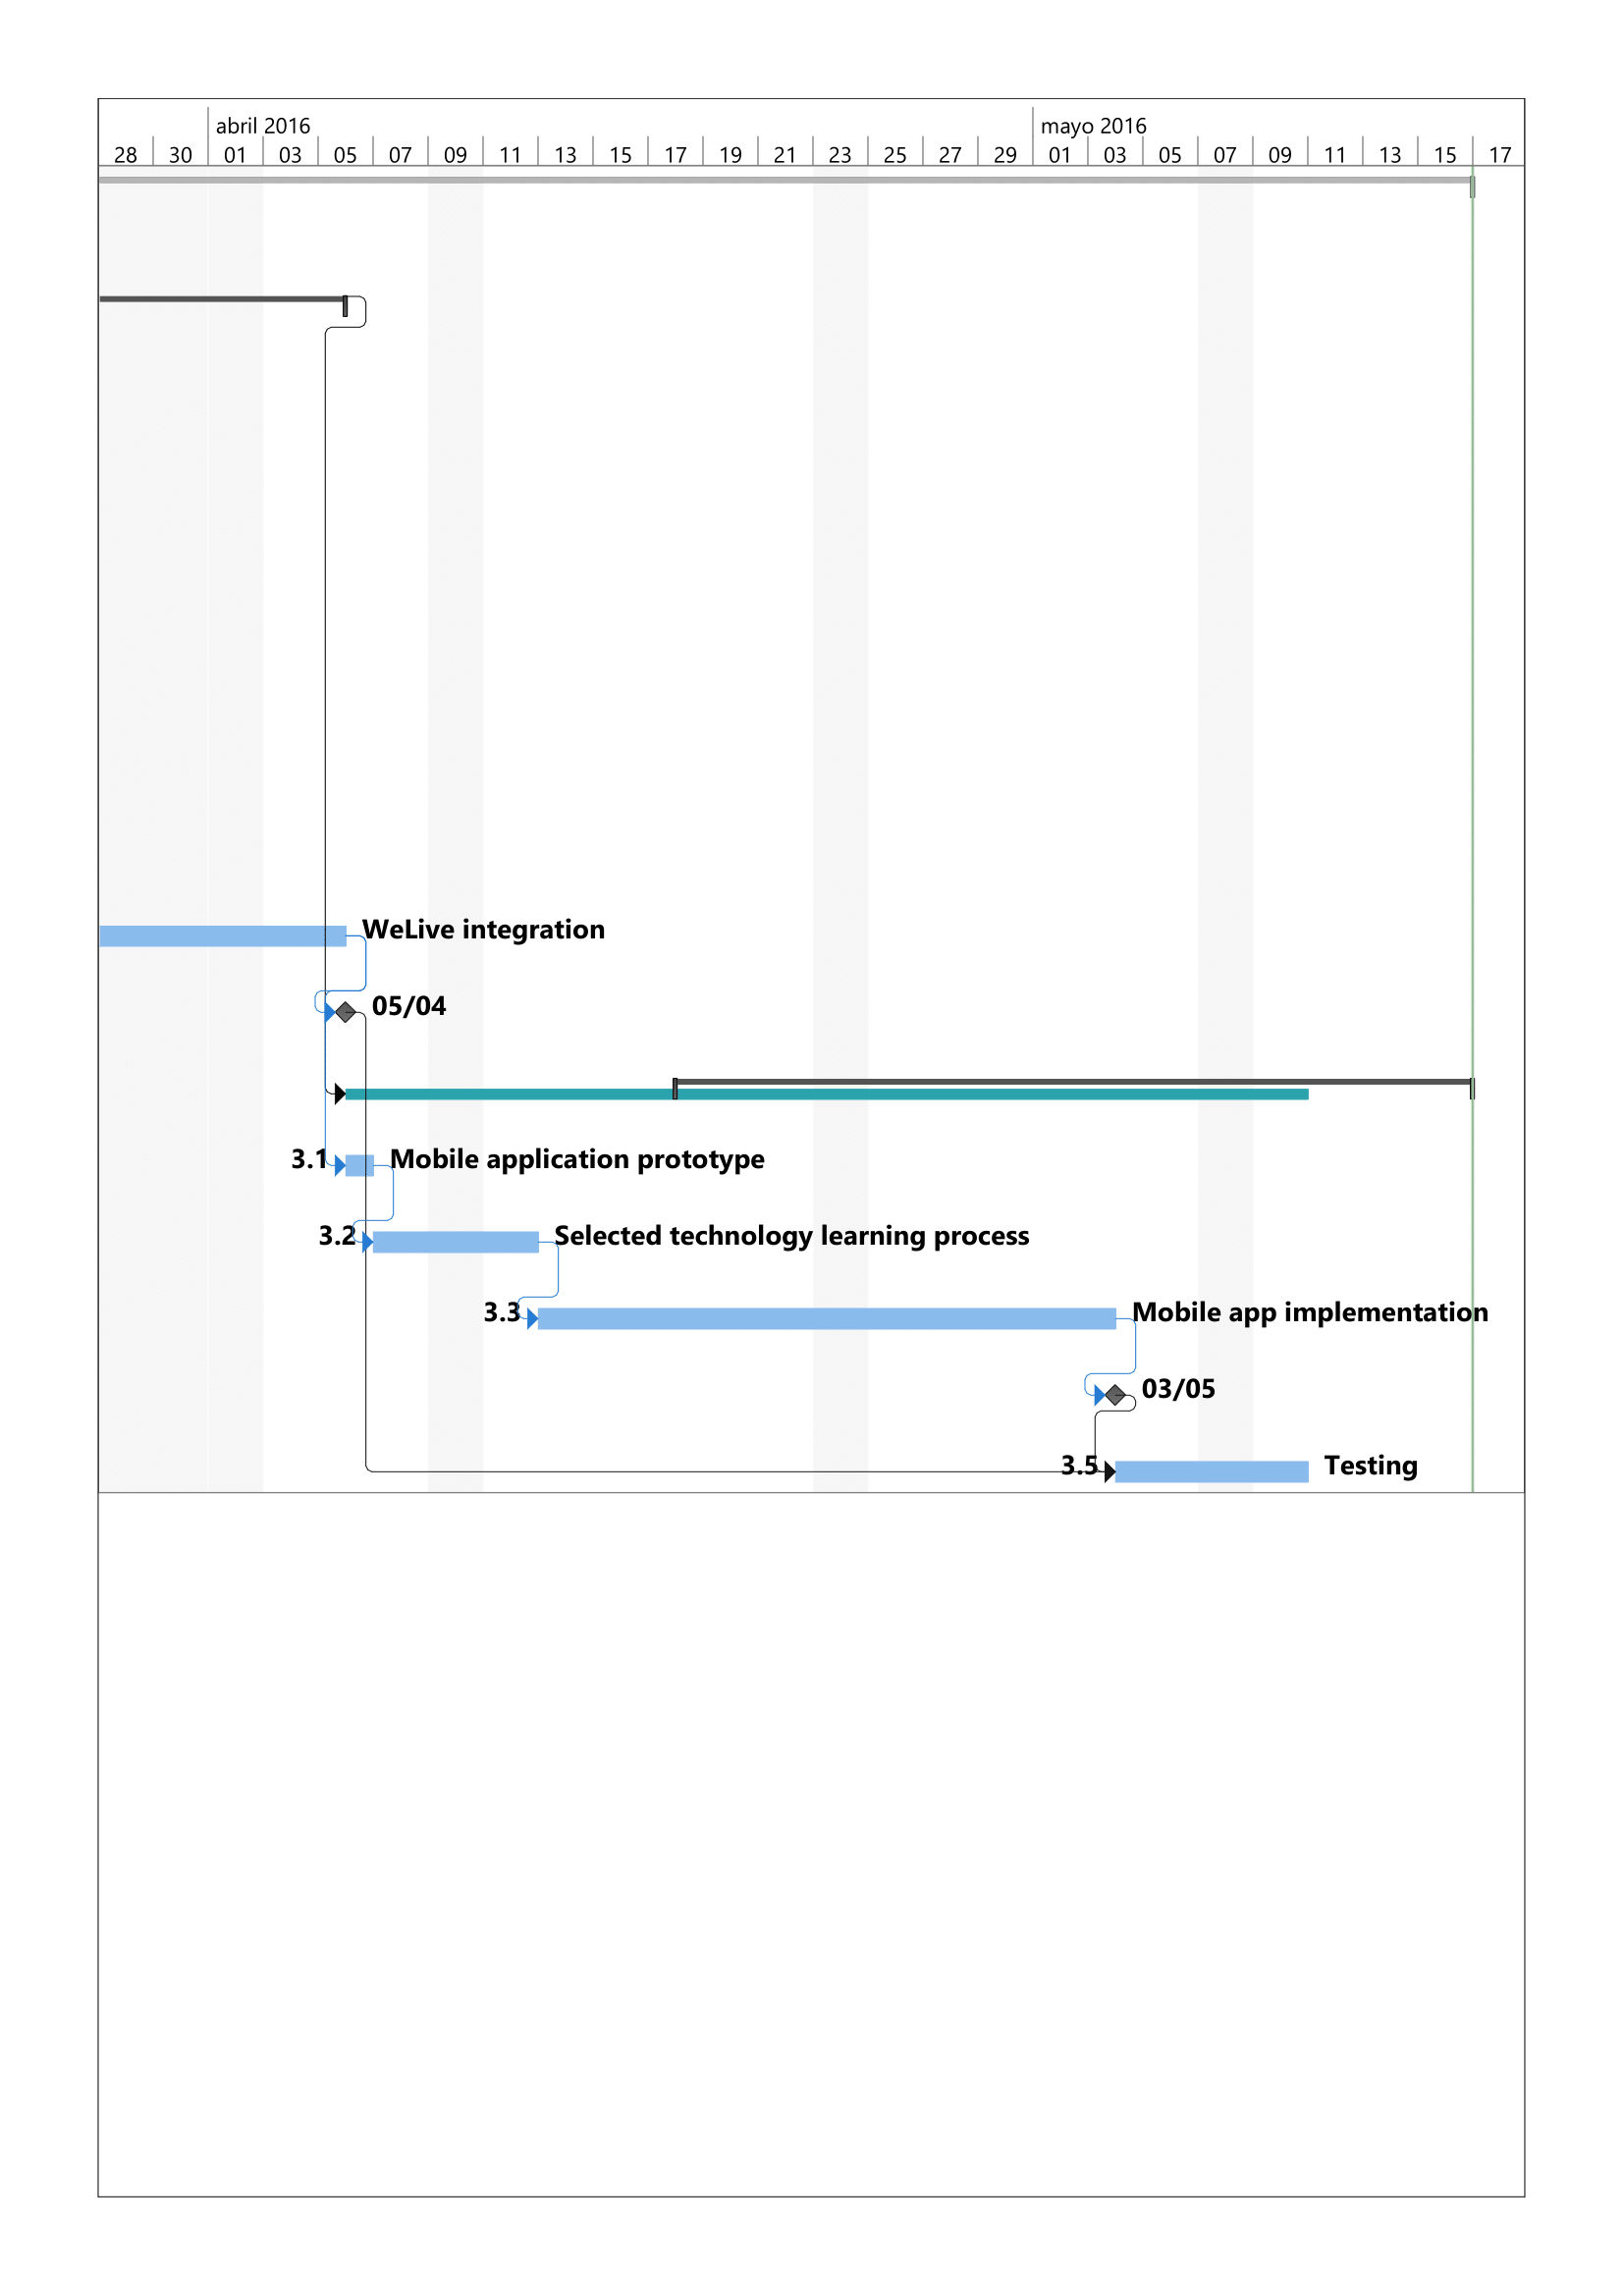 abril 2016 mayo 2016
28 30 01 03 05 07 09 11 13 15 17 19 21 23 25 27 29 01 03 05 07 09 11 13 15 17
WeLive integration
05/04
3.1 Mobile application prototype
3.2 Selected technology learning process
3.3 Mobile app implementation
03/05
3.5 Testing